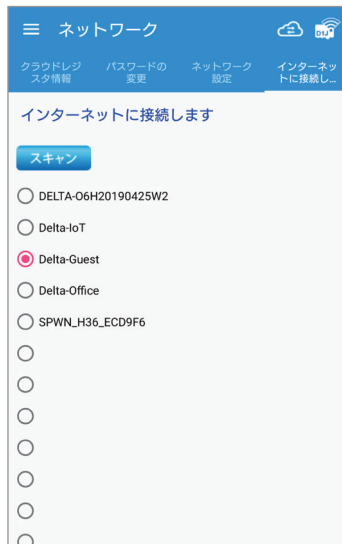 ネットワーク
D1J
クラウドレジ
スタ情報
パスワードの
変更
ネットワーク
設定
インターネッ
トに接続し...
インターネットに接続します
スキャン
DELTA-O6H20190425W2
Delta-IoT
Delta-Guest
Delta-Office
SPWN_H36_ECD9F6